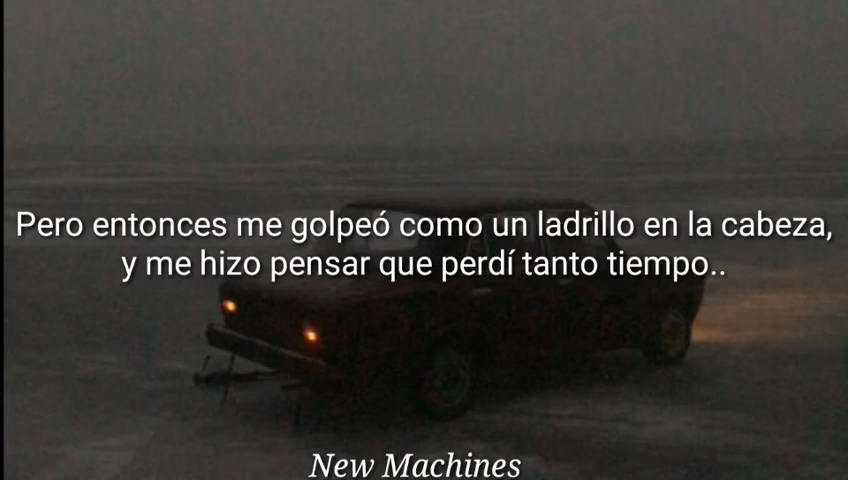 Pero entonces me golpeó como un ladrillo en la cabeza,
y me hizo pensar que perdí tanto tiempo..
New Machines